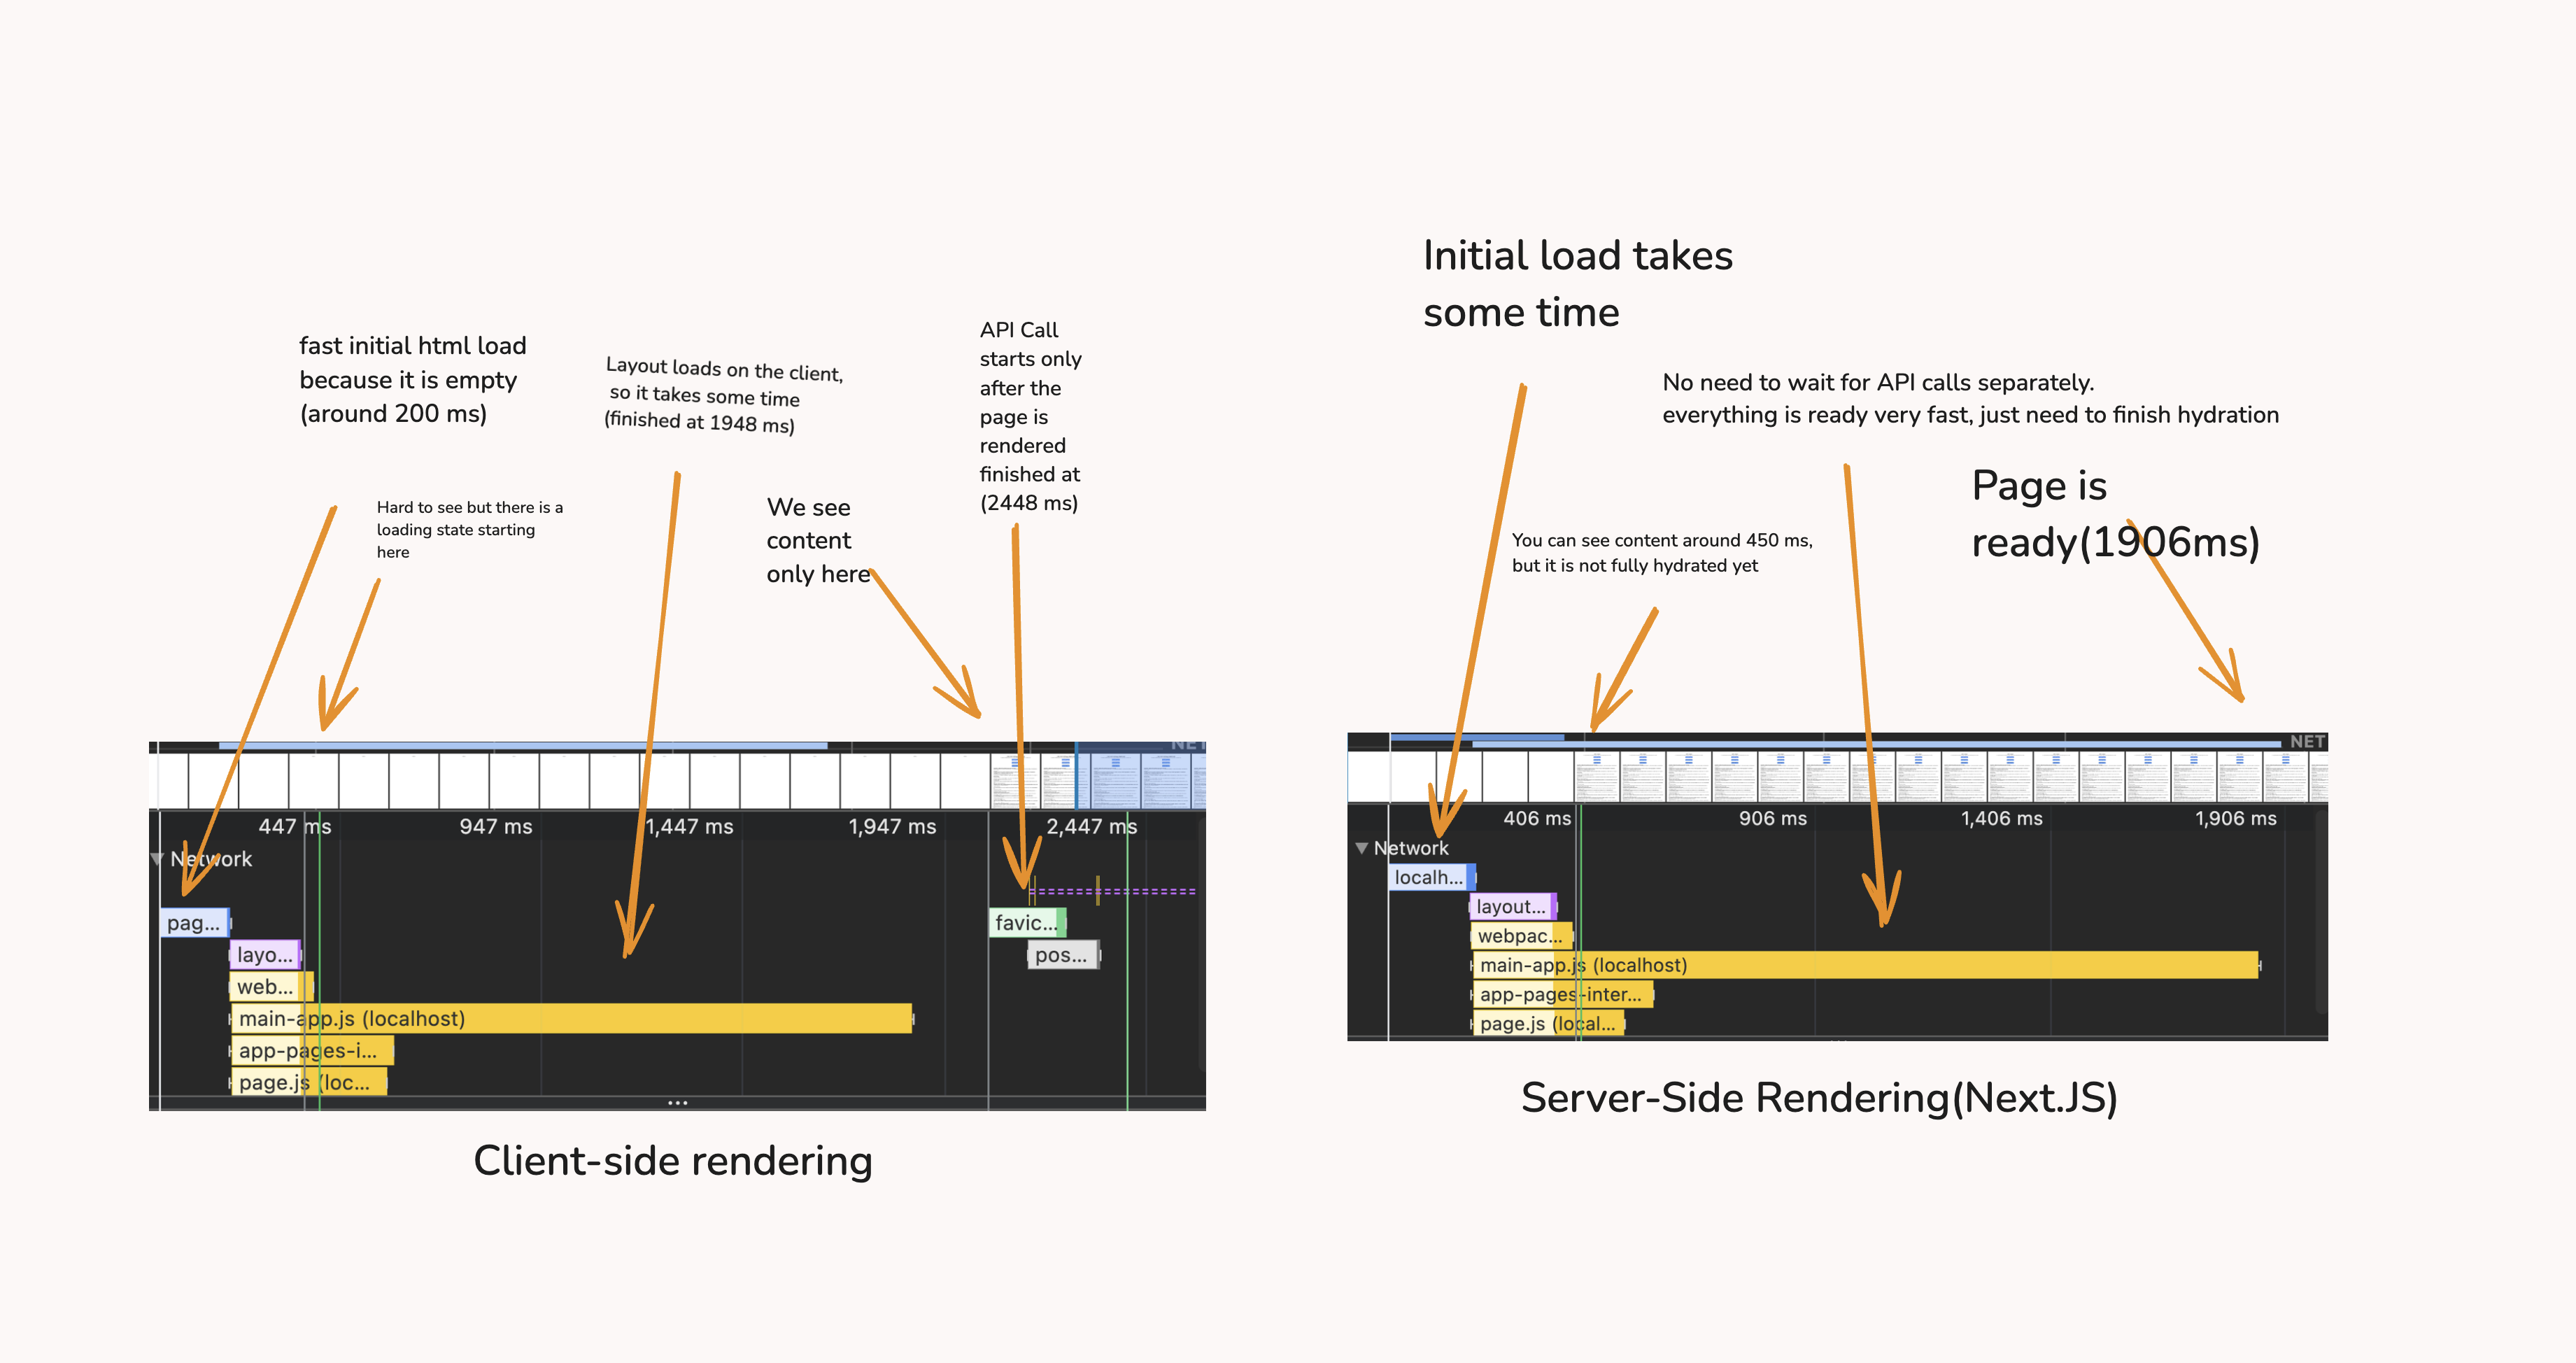 fast initial html load
because it is empty
(around 200 ms)
Hard to see but there is a
loading state starting
here
Layout loads on the client,
so it takes some time
(finished at 1948 ms)
We see
content
only here
API Call
starts only
after the
page is
rendered
finished at
(2448 ms)
NET
447 ms
947 ms
1,447 ms
1,947 ms
2,447 ms
Network
pag...
favic...
layo...
pos...
web...
main-app.js (localhost)
app-pages-i...
page.js (loc...
...
Client-side rendering
Initial load takes
some time
No need to wait for API calls separately.
everything is ready very fast, just need to finish hydration
You can see content around 450 ms,
but it is not fully hydrated yet
Page is
ready(1906ms)
NET
406 ms
906 ms
1,406 ms
1,906 ms
Network
localh...
layout...
webpac...
main-app.js (localhost)
app-pages-inter...
page.js (local...
Server-Side Rendering(Next.JS)